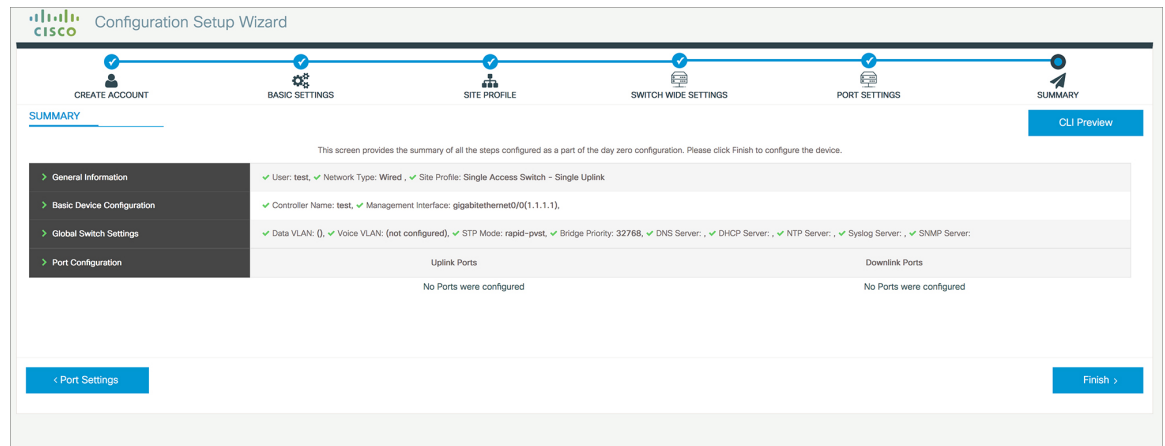 CISCO
Configuration Setup Wizard
CREATE ACCOUNT
BASIC SETTINGS
SITE PROFILE
SWITCH WIDE SETTINGS
PORT SETTINGS
SUMMARY
SUMMARY
CLI Preview
This screen provides the summary of all the steps configured as a part of the day zero configuration. Please click Finish to configure the device.
General Information
User: test, Network Type: Wired , Site Profile: Single Access Switch - Single Uplink
Basic Device Configuration
Controller Name: test, Management Interface: gigabitethernet0/0(1.1.1.1),
Global Switch Settings
Data VLAN: (), Voice VLAN: (not configured), STP Mode: rapid-pvst, Bridge Priority: 32768, DNS Server: , DHCP Server: , NTP Server: , Syslog Server: , SNMP Server:
Port Configuration
Uplink Ports
Downlink Ports
No Ports were configured
No Ports were configured
< Port Settings
Finish >